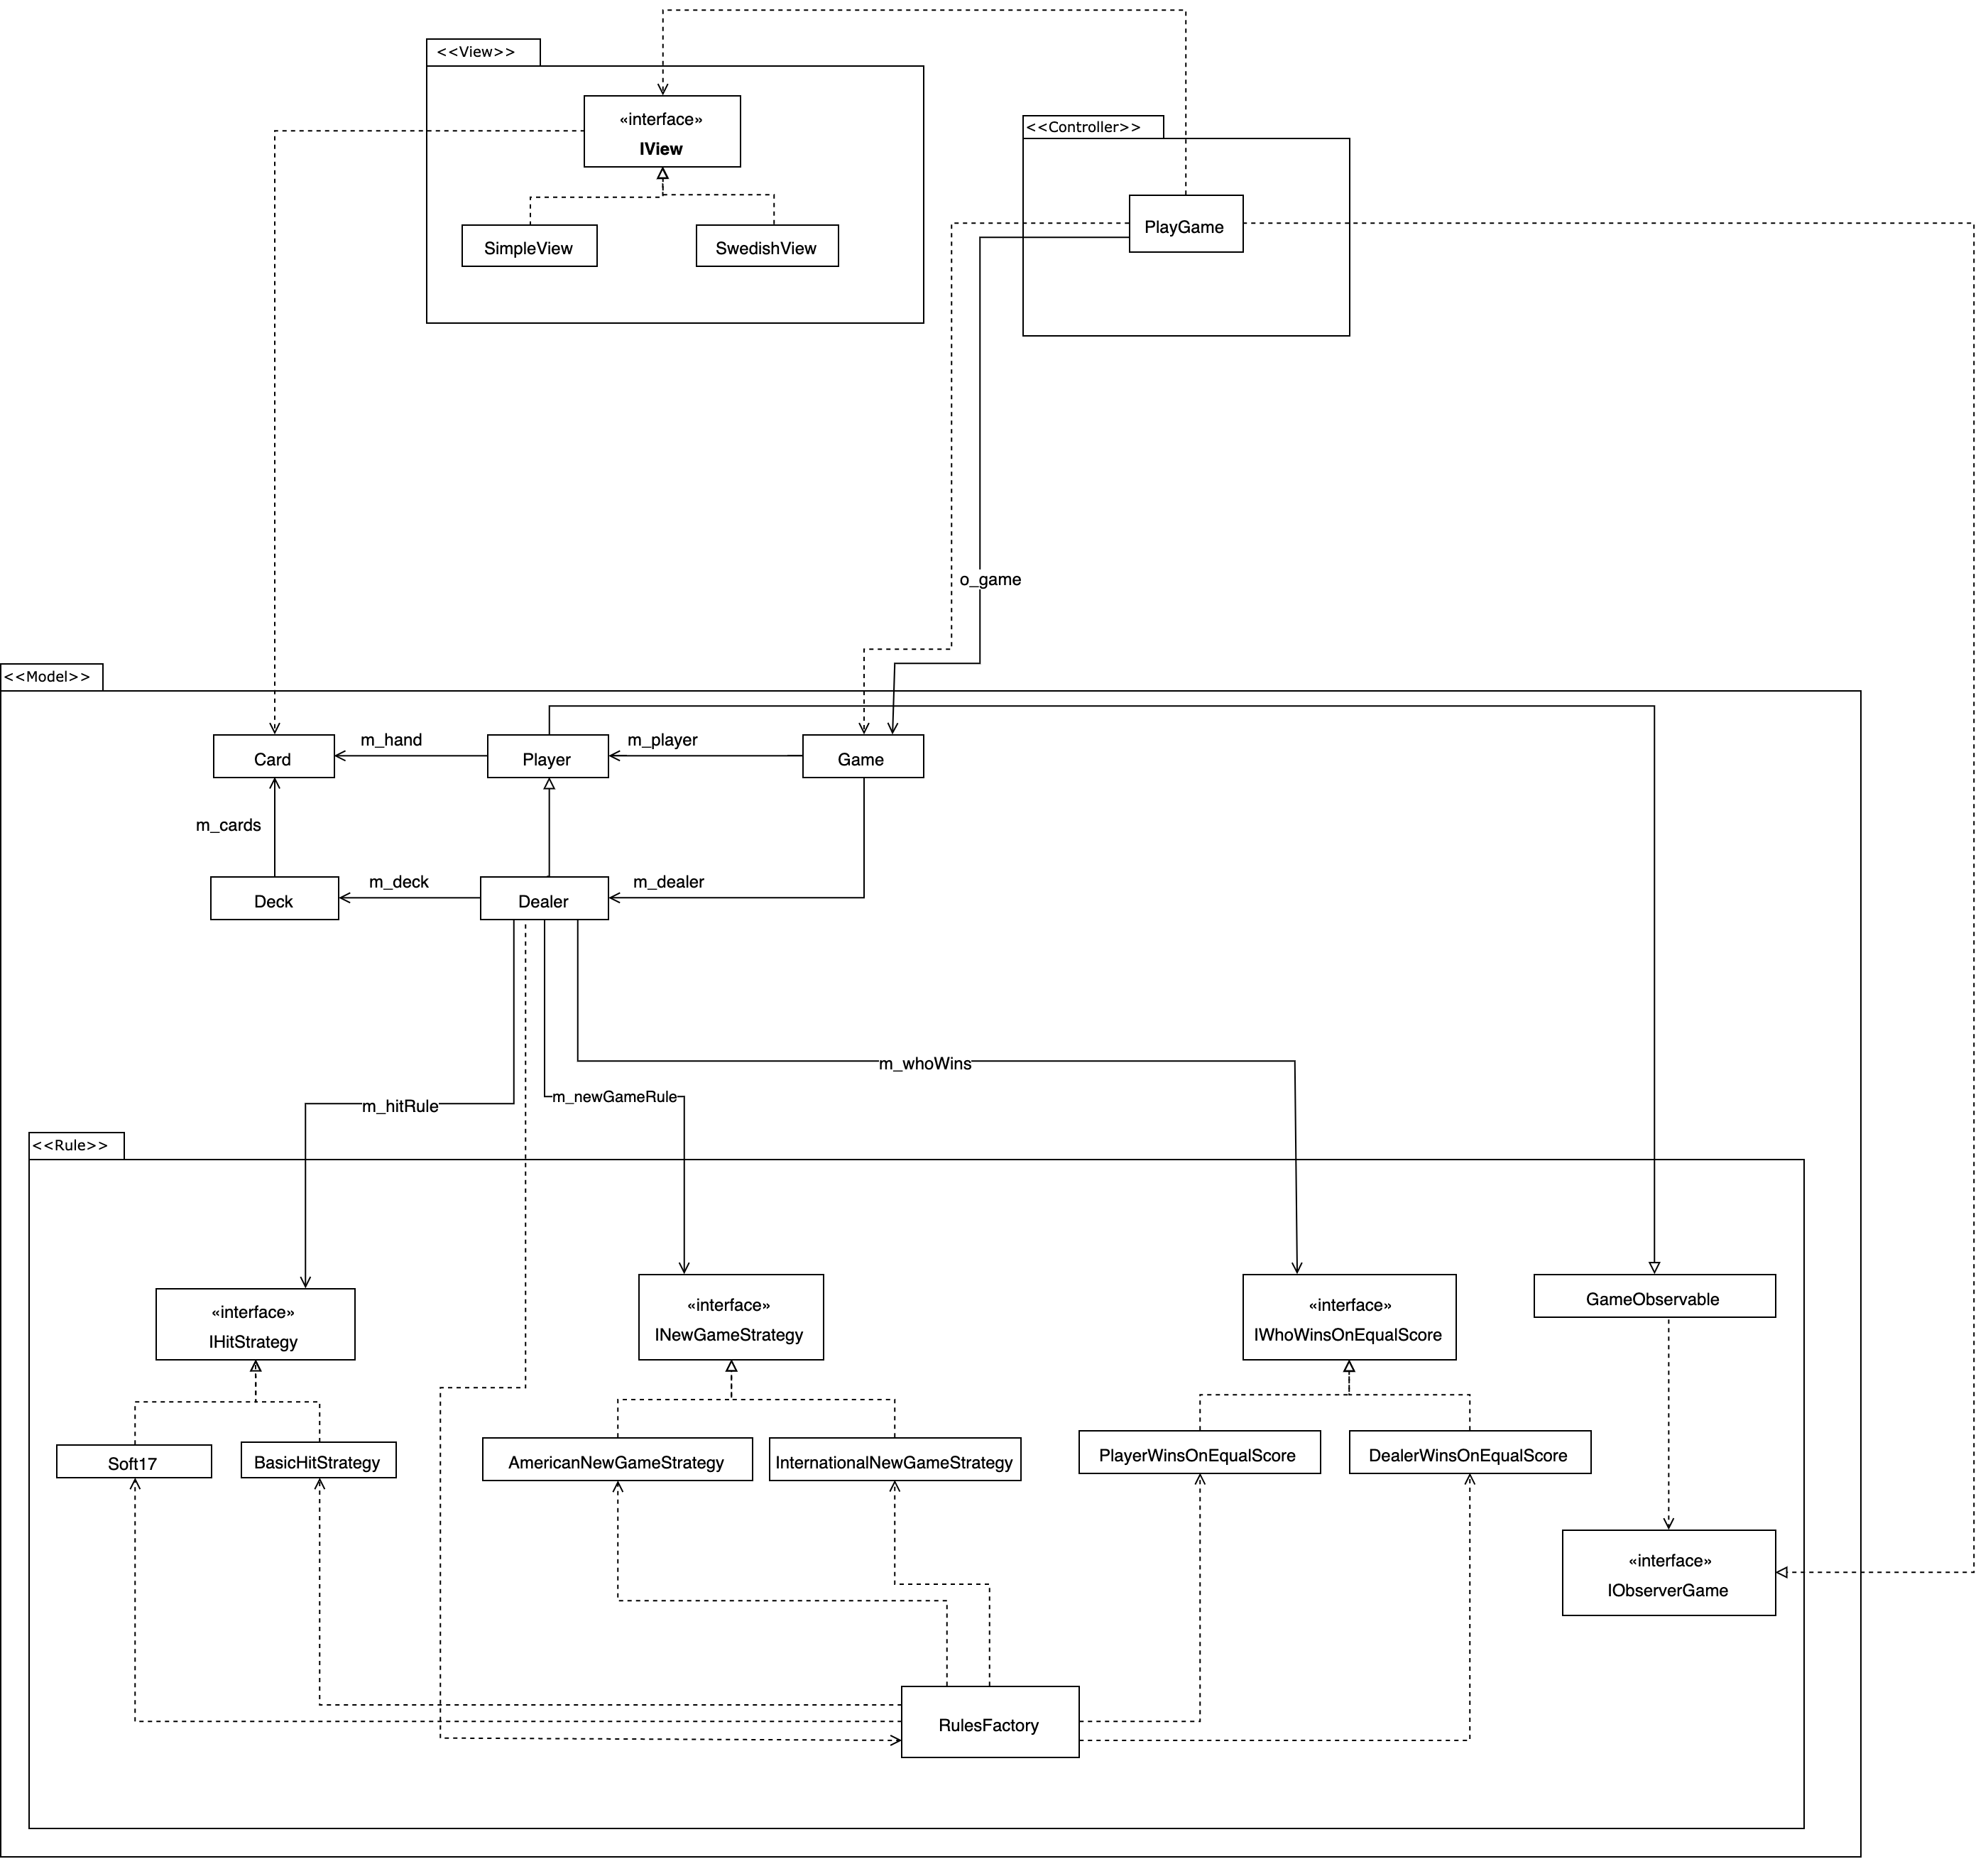 <<View>>
«interface»
IView
SimpleView
SwedishView
<<Controller>>
PlayGame
o_game
<<Model>>
Card
m_hand
Player
m_player
Game
m_cards
Deck
m_deck
Dealer
m_dealer
m_whoWins
m_newGameRule
m_hitRule
<<Rule>>
«interface»
IHitStrategy
«interface»
INewGameStrategy
«interface»
IWhoWinsOnEqualScore
GameObservable
Soft17
BasicHitStrategy
AmericanNewGameStrategy
InternationalNewGameStrategy
PlayerWinsOnEqualScore
DealerWinsOnEqualScore
«interface»
IObserverGame
RulesFactory